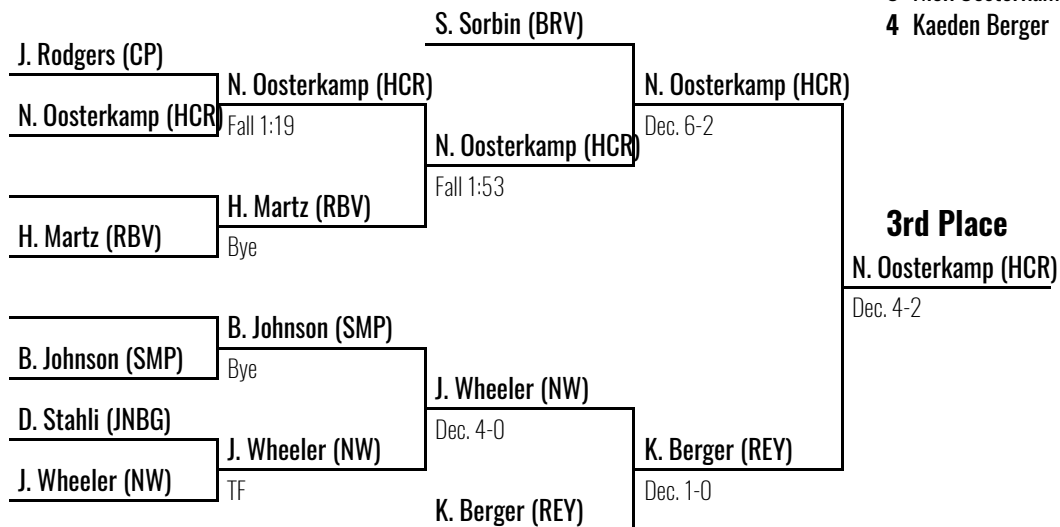 S. Sorbin (BRV)
4 Kaeden Berger
J. Rodgers (CP)
N. Oosterkamp (HCR)
N. Oosterkamp (HCR)
N. Oosterkamp (HCR)
Fall 1:19
Dec. 6-2
N. Oosterkamp (HCR)
Fall 1:53
H. Martz (RBV)
H. Martz (RBV)
Bye
3rd Place
N. Oosterkamp (HCR)
Dec. 4-2
B. Johnson (SMP)
B. Johnson (SMP)
Bye
J. Wheeler (NW)
Dec. 4-0
D. Stahli (JNBG)
J. Wheeler (NW)
J. Wheeler (NW)
TF
K. Berger (REY)
Dec. 1-0
K. Berger (REY)